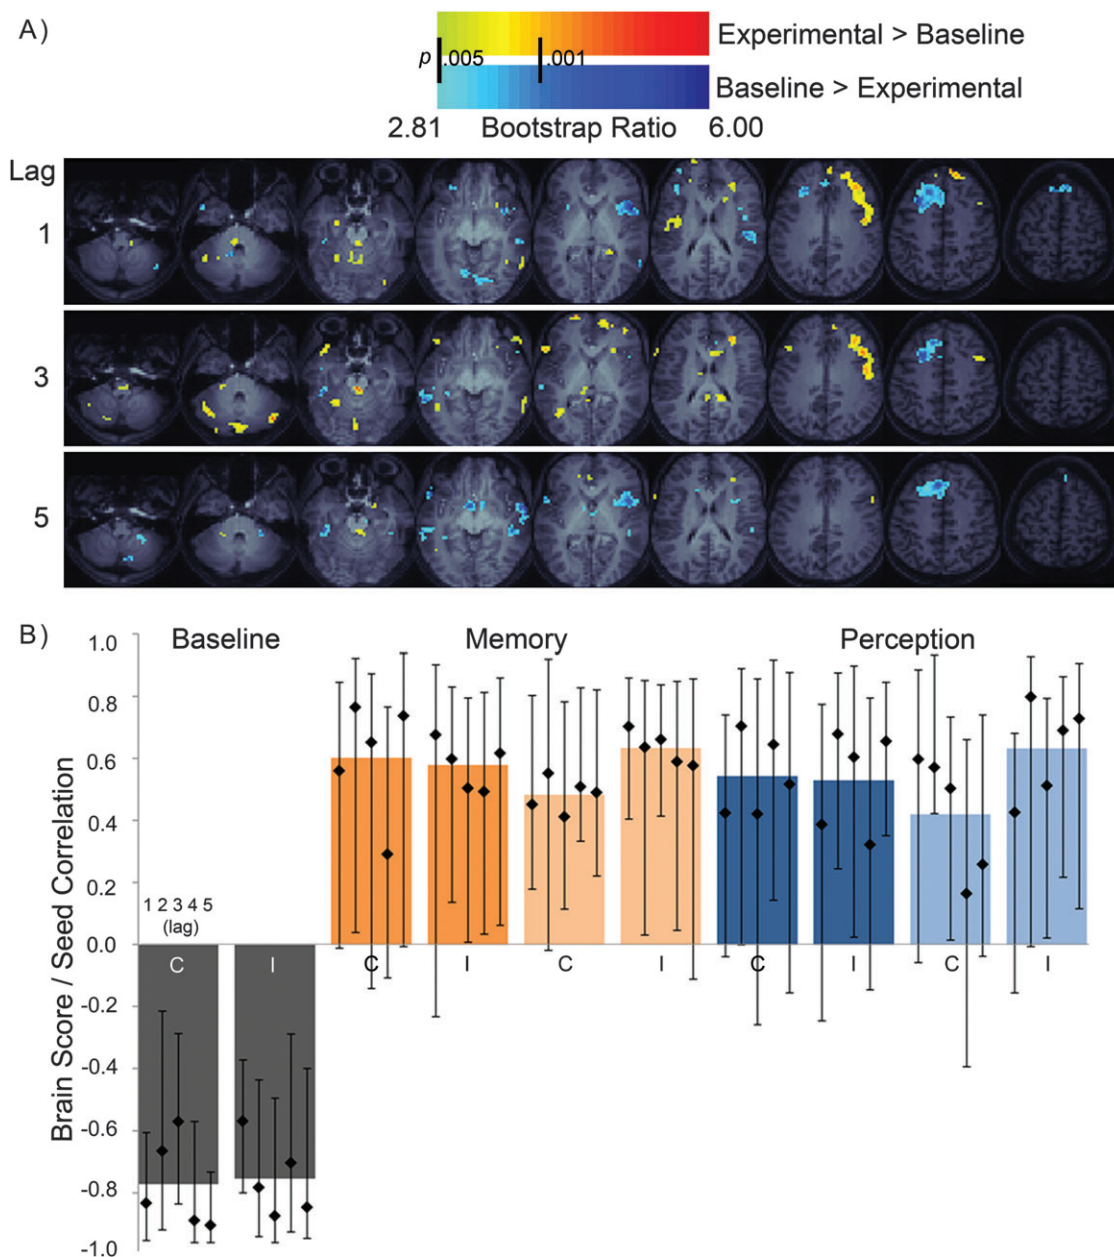 A)
Experimental > Baseline
p .005 .001
Baseline > Experimental
2.81 Bootstrap Ratio 6.00
Lag
1
3
5
B)
Baseline Memory Perception
Brain Score / Seed Correlation
1.0
0.8
0.6
0.4
0.2
0.0
-0.2
-0.4
-0.6
-0.8
-1.0
1 2 3 4 5
(lag)
C I C I C I C I C I